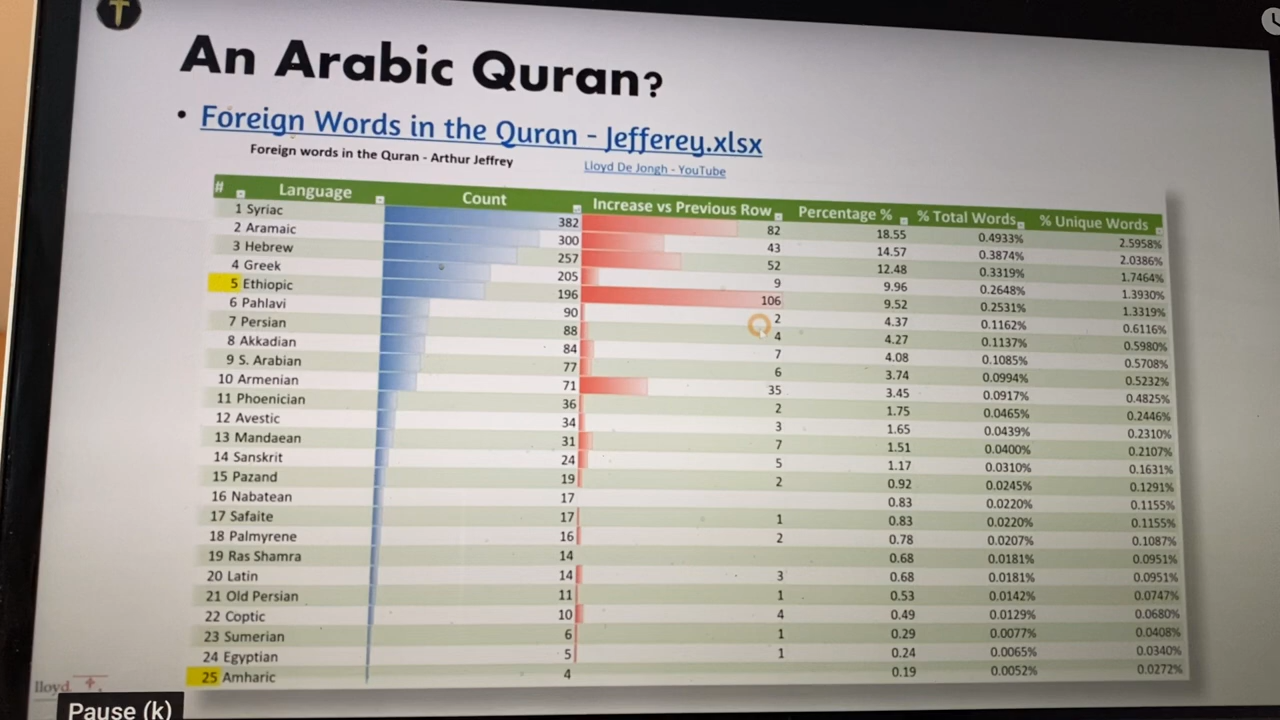 An Arabic Quran?
• Foreign Words in the Quran - Jefferey.xlsx
Foreign words in the Quran - Arthur Jeffrey Lloyd De Jongh - YouTube
# Language Count Increase vs Previous Row Percentage % % Total Words % Unique Words
1 Syriac 382 82 18.55 0.4933% 2.5958%
2 Aramaic 300 43 14.57 0.3874% 2.0386%
3 Hebrew 257 52 12.48 0.3319% 1.7464%
4 Greek 205 9 9.96 0.2648% 1.3930%
5 Ethiopic 196 106 9.52 0.2531% 1.3319%
6 Pahlavi 90 2 4.37 0.1162% 0.6116%
7 Persian 88 4 4.27 0.1137% 0.5980%
8 Akkadian 84 7 4.08 0.1085% 0.5708%
9 S. Arabian 77 6 3.74 0.0994% 0.5232%
10 Armenian 71 35 3.45 0.0917% 0.4825%
11 Phoenician 36 2 1.75 0.0465% 0.2446%
12 Avestic 34 3 1.65 0.0439% 0.2310%
13 Mandaean 31 7 1.51 0.0400% 0.2107%
14 Sanskrit 24 5 1.17 0.0310% 0.1631%
15 Pazand 19 2 0.92 0.0245% 0.1291%
16 Nabatean 17 0.83 0.0220% 0.1155%
17 Safaite 17 1 0.83 0.0220% 0.1155%
18 Palmyrene 16 2 0.78 0.0207% 0.1087%
19 Ras Shamra 14 0.68 0.0181% 0.0951%
20 Latin 14 3 0.68 0.0181% 0.0951%
21 Old Persian 11 1 0.53 0.0142% 0.0747%
22 Coptic 10 4 0.49 0.0129% 0.0680%
23 Sumerian 6 1 0.29 0.0077% 0.0408%
24 Egyptian 5 1 0.24 0.0065% 0.0340%
25 Amharic 4 0.19 0.0052% 0.0272%
lloyd
Pause (k)